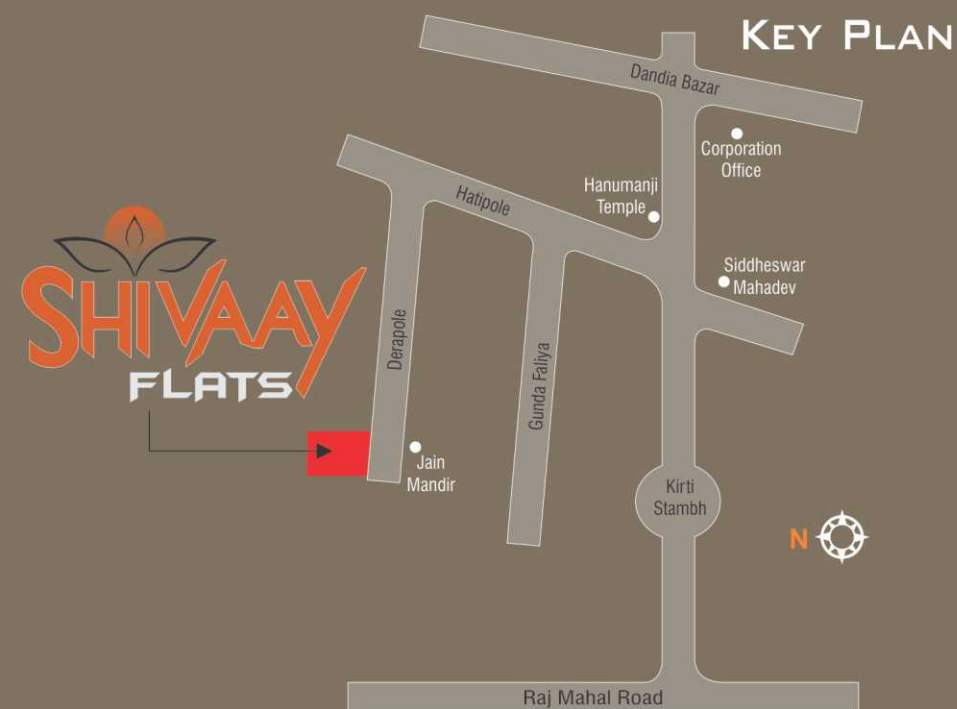 KEY PLAN
Dandia Bazar
Corporation
Office
Hanumanji
Temple
Hatipole
Siddheswar
Mahadev
SHIVAAY
FLATS
Derapole
Gunda Faliya
Jain
Mandir
Kirti
Stambh
N
Raj Mahal Road